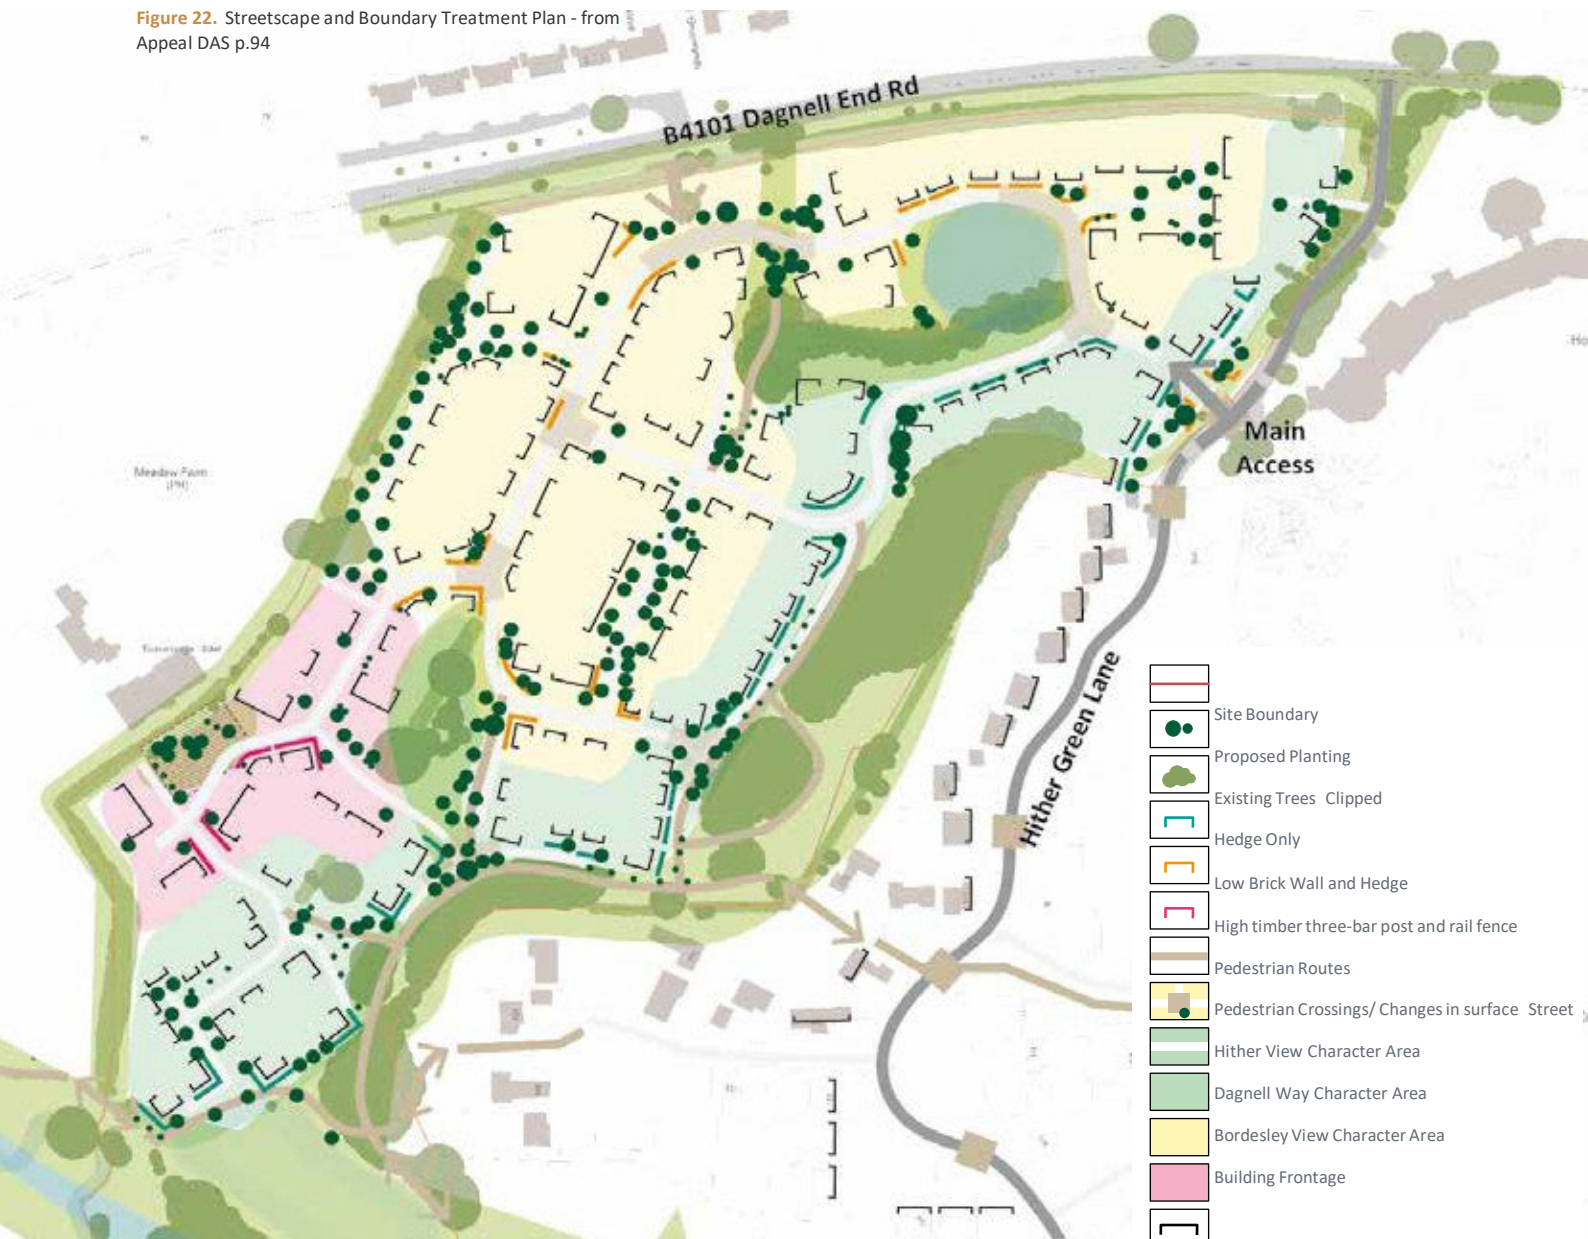 Figure 22. Streetscape and Boundary Treatment Plan - from
Appeal DAS p.94
B4101 Dagnell End Rd
Main
Access
Meadow Farm
(PH)
Hither Green Lane
Site Boundary
Proposed Planting
Existing Trees Clipped
Hedge Only
Low Brick Wall and Hedge
High timber three-bar post and rail fence
Pedestrian Routes
Pedestrian Crossings/ Changes in surface Street
Hither View Character Area
Dagnell Way Character Area
Bordesley View Character Area
Building Frontage